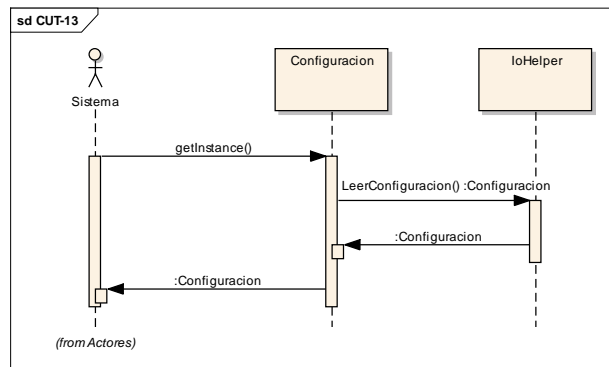 sd CUT-13
Sistema
Configuracion
IoHelper
getInstance()
LeerConfiguracion() :Configuracion
:Configuracion
:Configuracion
(from Actores)